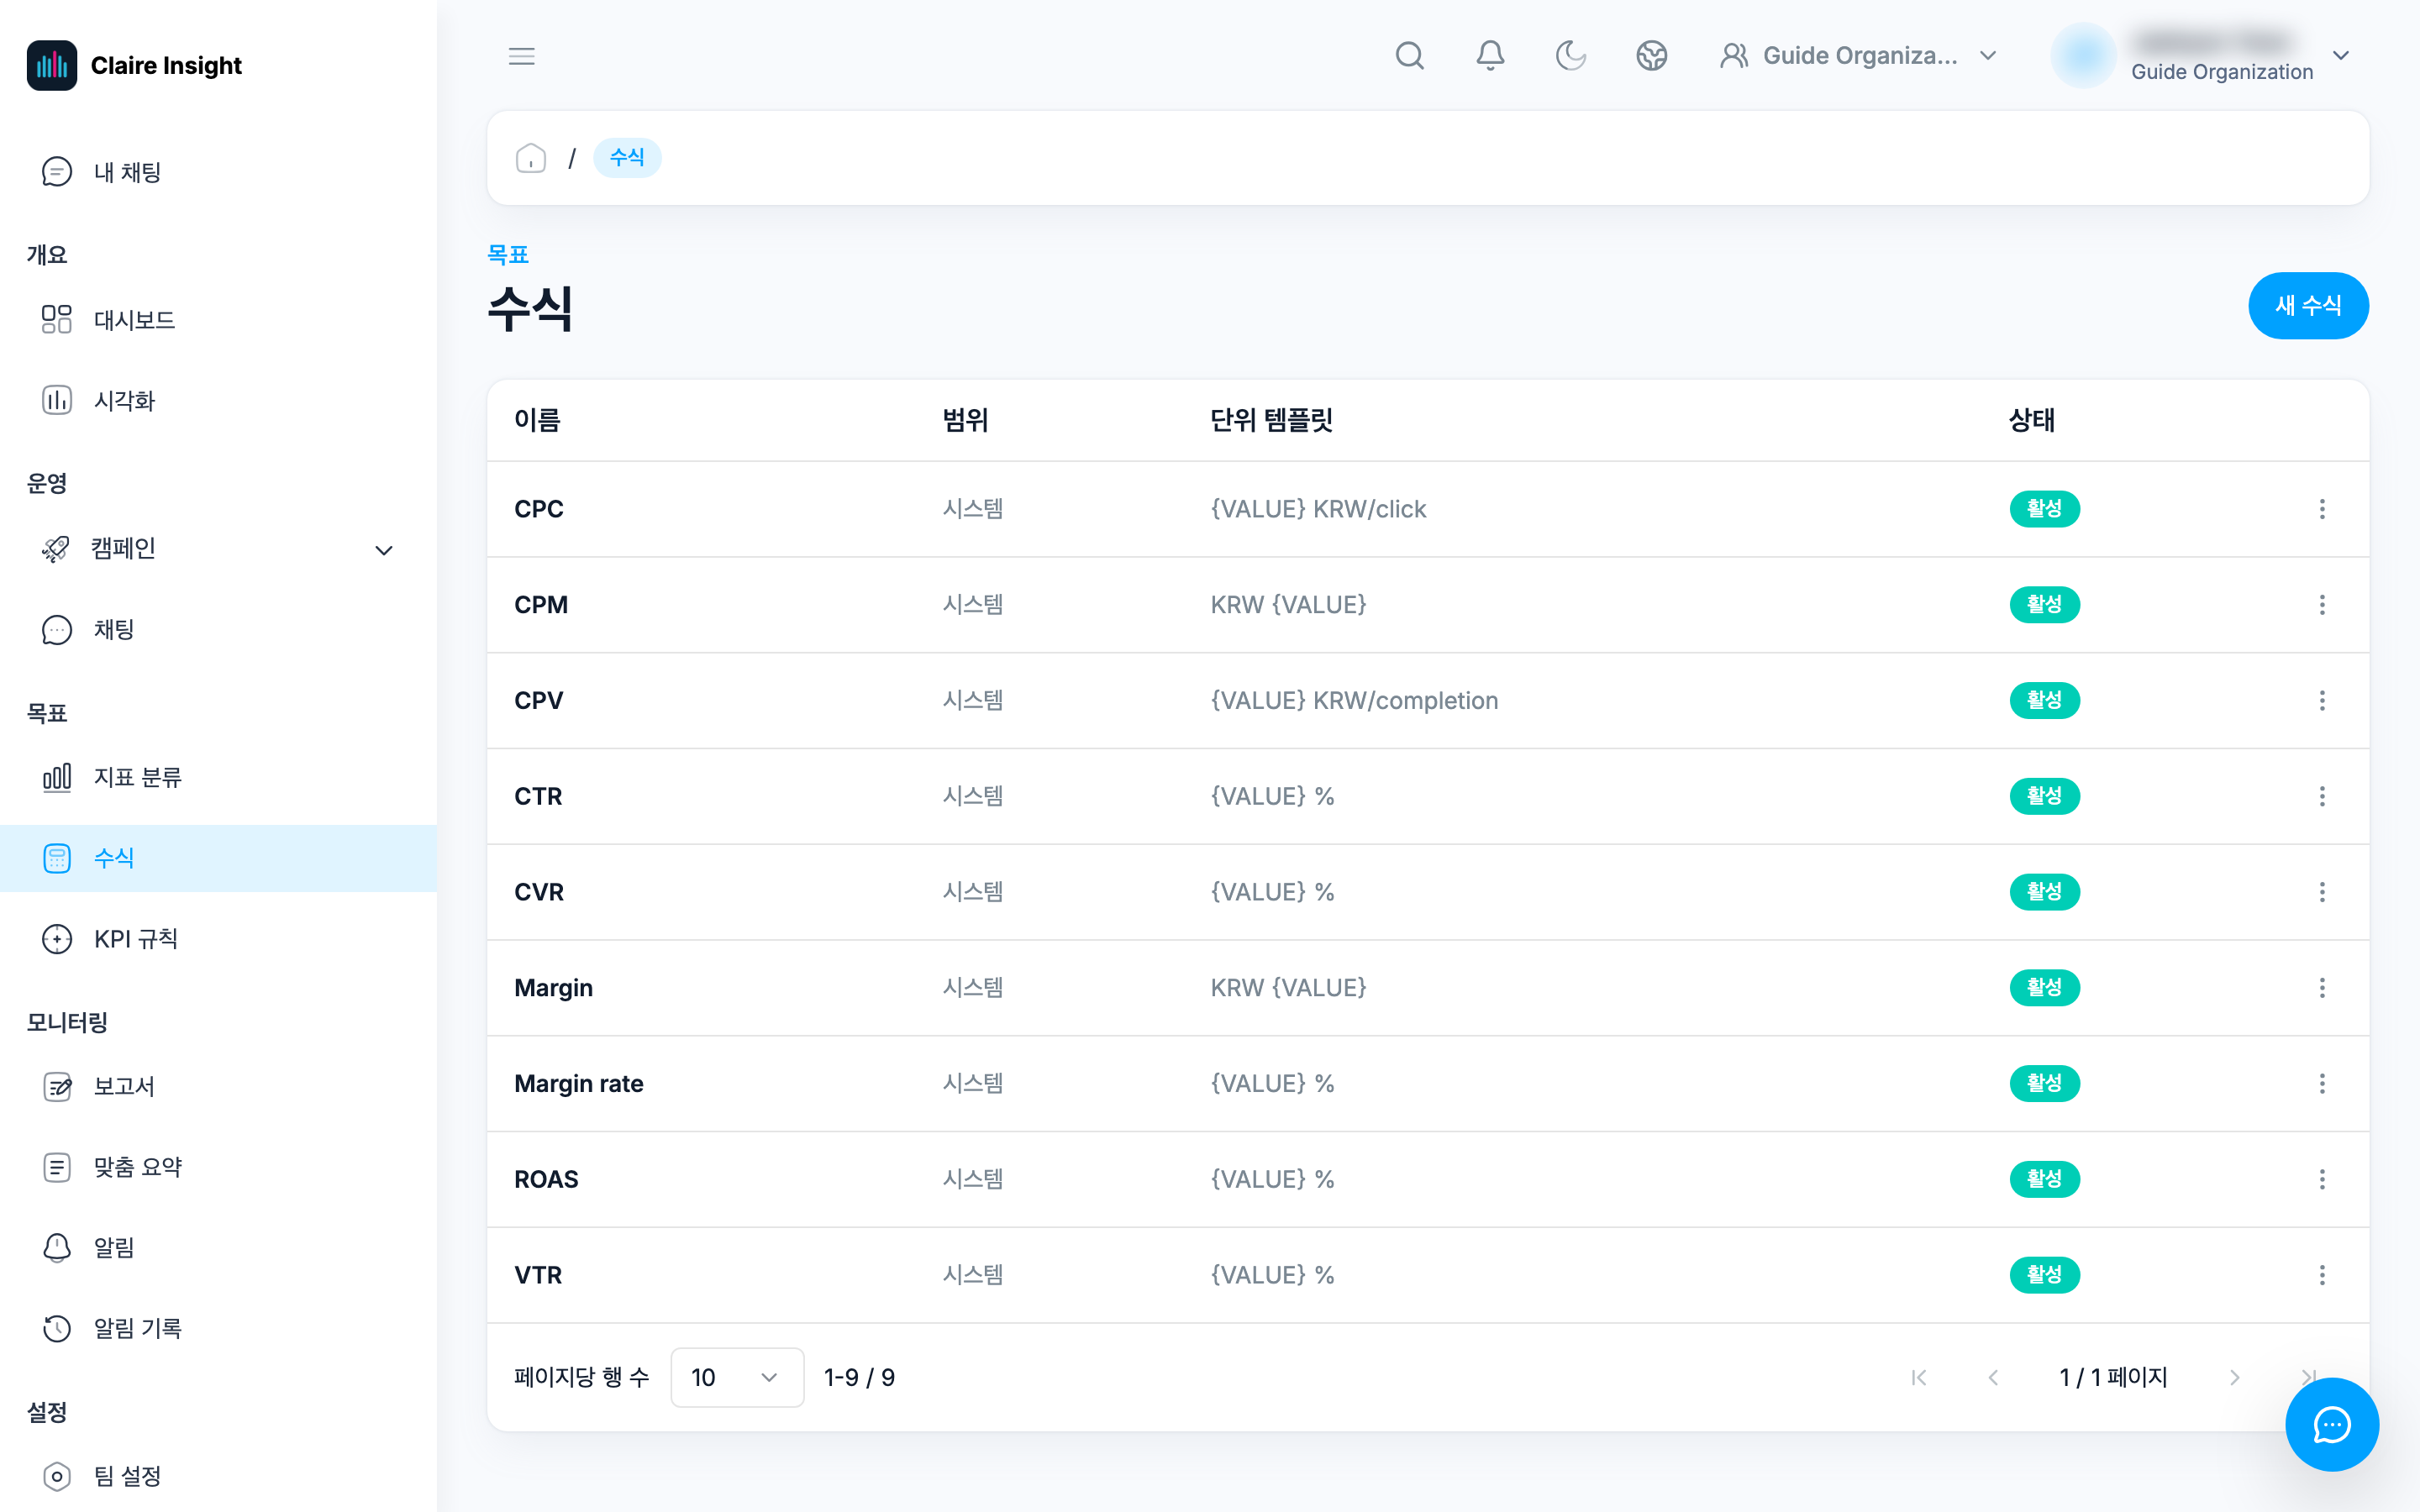 Claire Insight
내 채팅
개요
대시보드
시각화
운영
캠페인
채팅
목표
지표 분류
수식
KPI 규칙
모니터링
보고서
맞춤 요약
알림
알림 기록
설정
팀 설정
Guide Organiza...
Guide Organization
/ 수식
목표
수식
새 수식
이름 범위 단위 템플릿 상태
CPC 시스템 {VALUE} KRW/click 활성
CPM 시스템 KRW {VALUE} 활성
CPV 시스템 {VALUE} KRW/completion 활성
CTR 시스템 {VALUE} % 활성
CVR 시스템 {VALUE} % 활성
Margin 시스템 KRW {VALUE} 활성
Margin rate 시스템 {VALUE} % 활성
ROAS 시스템 {VALUE} % 활성
VTR 시스템 {VALUE} % 활성
페이지당 행 수 10 1-9 / 9 1 / 1 페이지